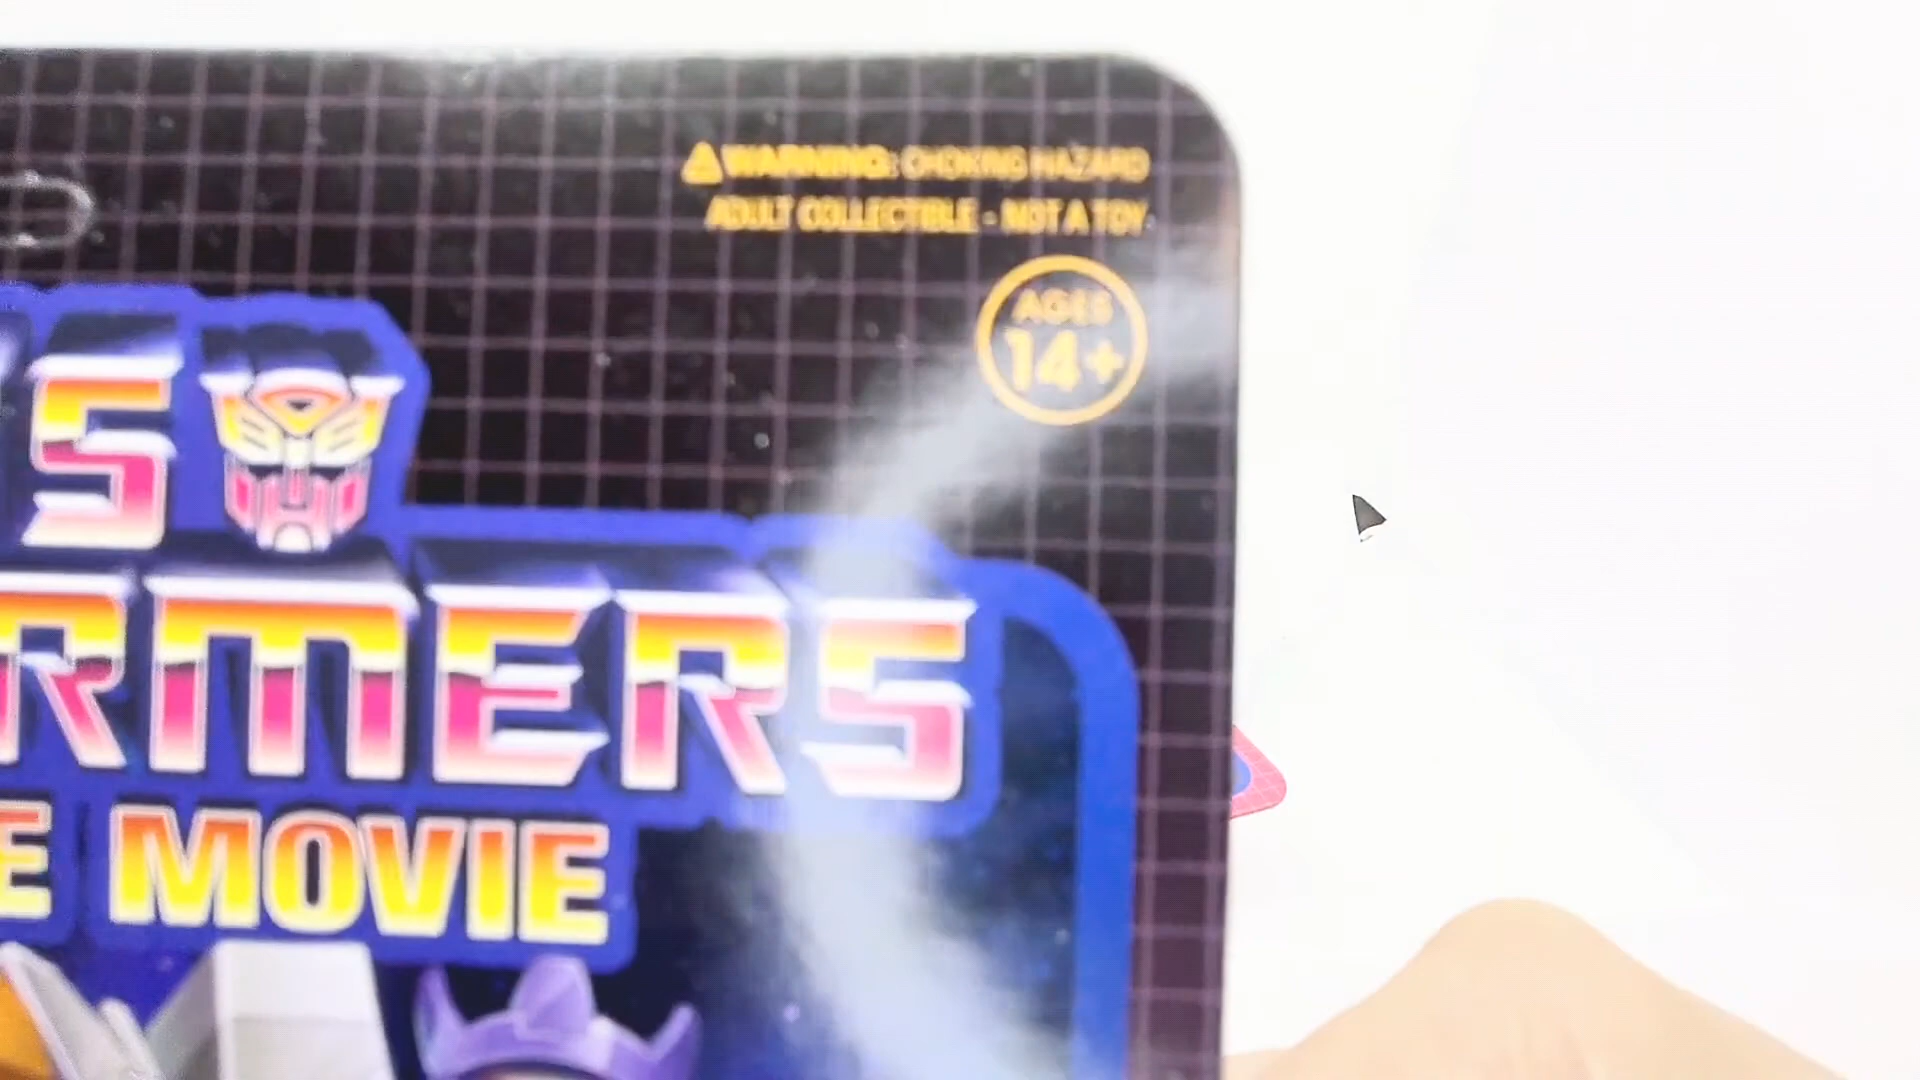 WARNING: CHOKING HAZARD
ADULT COLLECTIBLE - NOT A TOY
AGES
14+
S
RMERS
E MOVIE